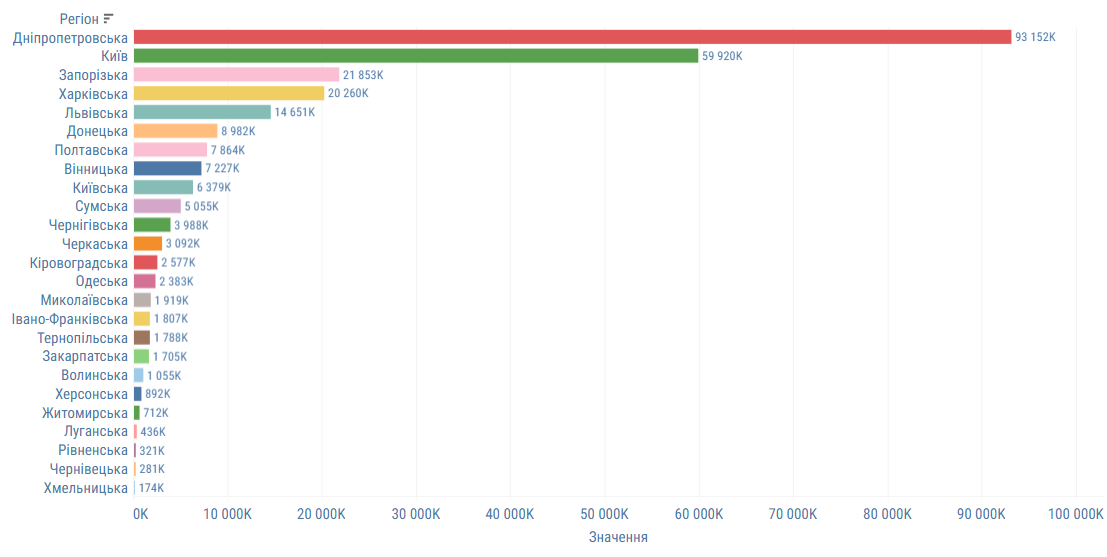 Регіон
Дніпропетровська 93 152K
Київ 59 920K
Запорізька 21 853K
Харківська 20 260K
Львівська 14 651K
Донецька 8 982K
Полтавська 7 864K
Вінницька 7 227K
Київська 6 379K
Сумська 5 055K
Чернігівська 3 988K
Черкаська 3 092K
Кіровоградська 2 577K
Одеська 2 383K
Миколаївська 1 919K
Івано-Франківська 1 807K
Тернопільська 1 788K
Закарпатська 1 705K
Волинська 1 055K
Херсонська 892K
Житомирська 712K
Луганська 436K
Рівненська 321K
Чернівецька 281K
Хмельницька 174K
0K 10 000K 20 000K 30 000K 40 000K 50 000K 60 000K 70 000K 80 000K 90 000K 100 000K
Значення